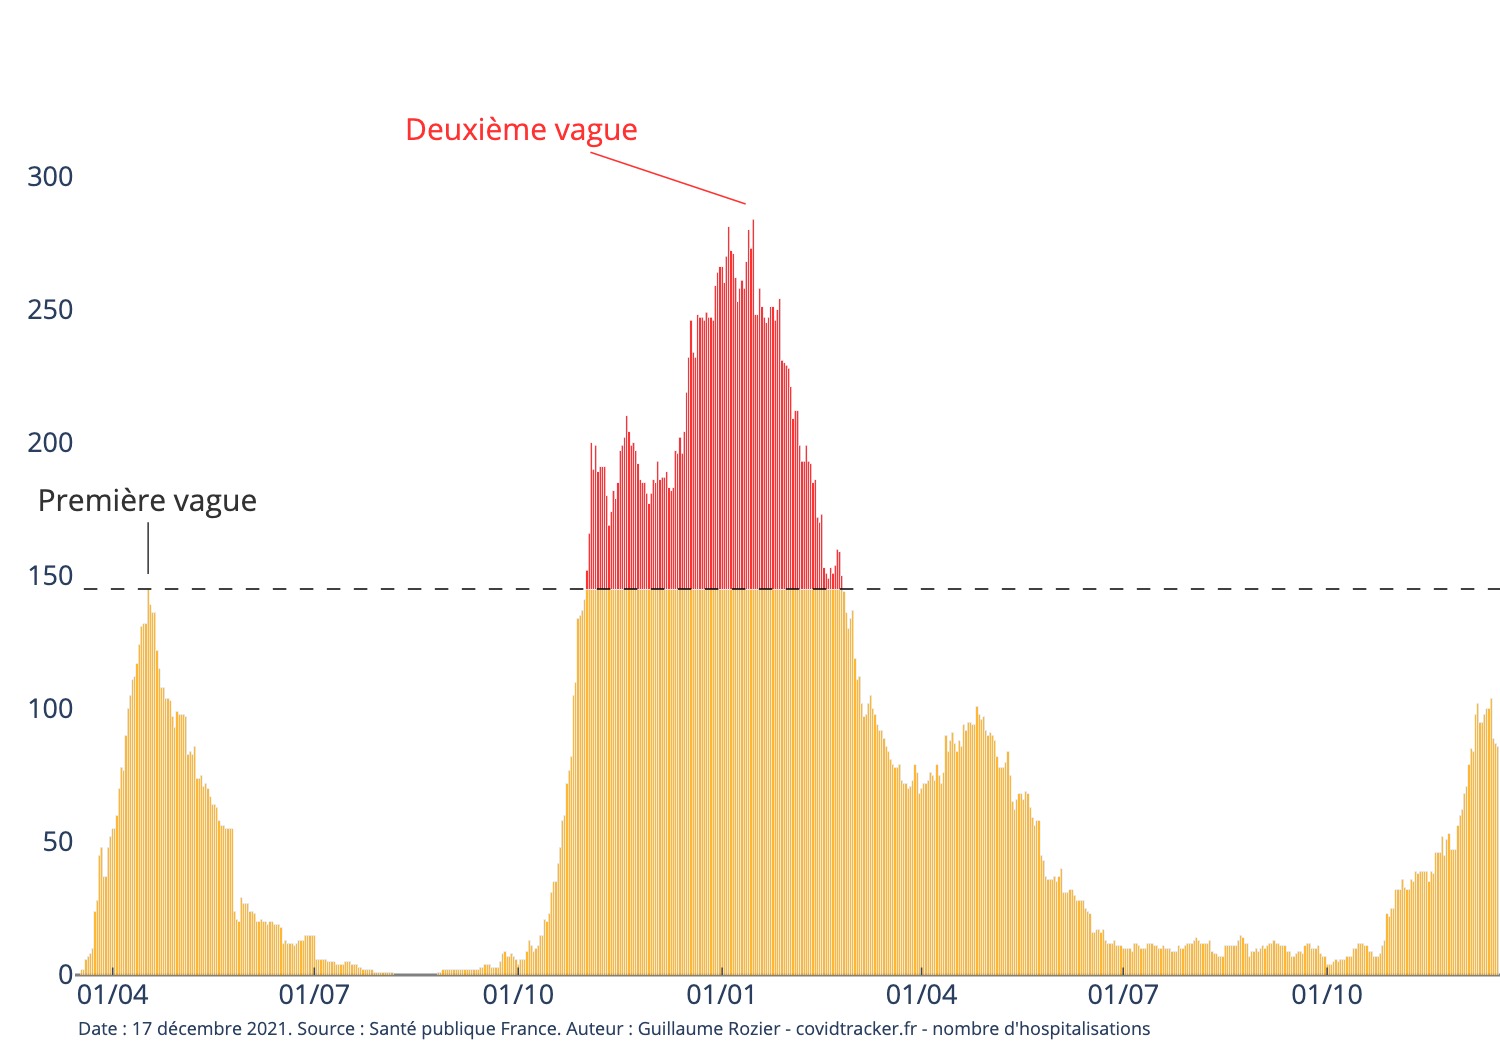 Deuxième vague
300
250
200
Première vague
150
100
50
0
01/04 01/07 01/10 01/01 01/04 01/07 01/10
Date : 17 décembre 2021. Source : Santé publique France. Auteur : Guillaume Rozier - covidtracker.fr - nombre d'hospitalisations